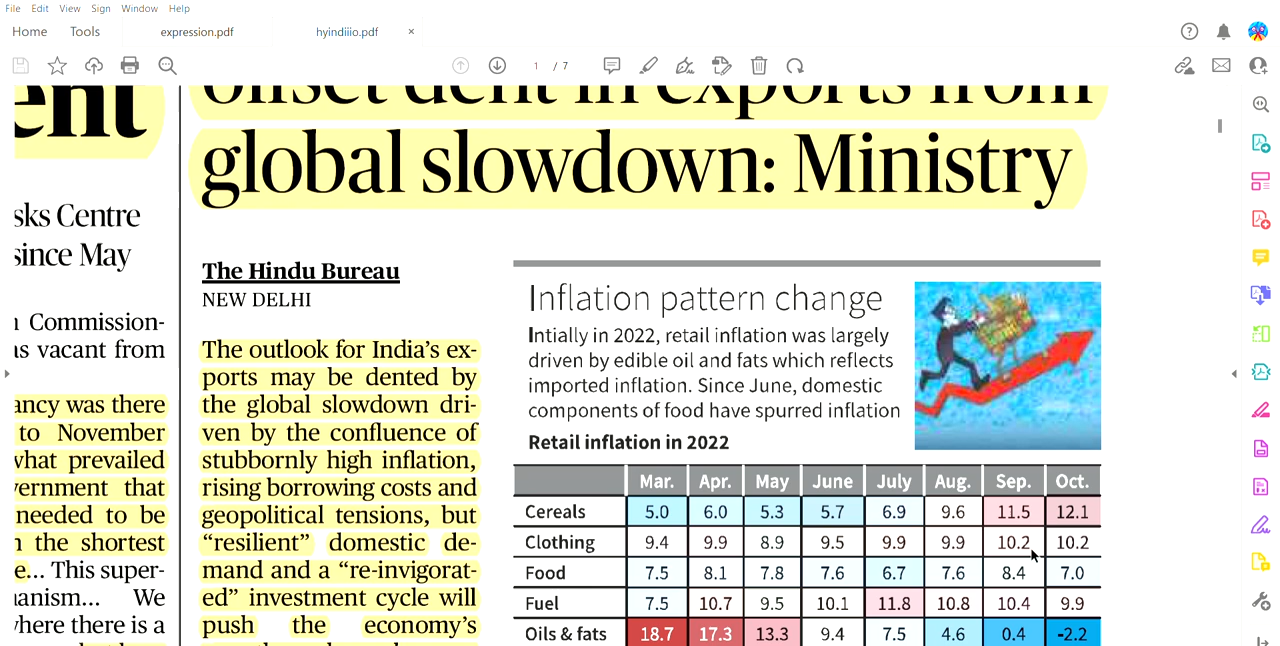 File Edit View Sign Window Help
Home Tools expression.pdf hyindiiio.pdf ×
1 / 7
ent
offset dent in exports from
global slowdown: Ministry
sks Centre
since May
Commission-
as vacant from
ancy was there
to November
what prevailed
vernment that
needed to be
the shortest
e... This super-
anism... We
where there is a
The Hindu Bureau
NEW DELHI
The outlook for India's ex-
ports may be dented by
the global slowdown dri-
ven by the confluence of
stubbornly high inflation,
rising borrowing costs and
geopolitical tensions, but
"resilient" domestic de-
mand and a "re-invigorat-
ed" investment cycle will
push the economy's
Inflation pattern change
Intially in 2022, retail inflation was largely
driven by edible oil and fats which reflects
imported inflation. Since June, domestic
components of food have spurred inflation
Retail inflation in 2022
Mar. Apr. May June July Aug. Sep. Oct.
Cereals 5.0 6.0 5.3 5.7 6.9 9.6 11.5 12.1
Clothing 9.4 9.9 8.9 9.5 9.9 9.9 10.2 10.2
Food 7.5 8.1 7.8 7.6 6.7 7.6 8.4 7.0
Fuel 7.5 10.7 9.5 10.1 11.8 10.8 10.4 9.9
Oils & fats 18.7 17.3 13.3 9.4 7.5 4.6 0.4 -2.2